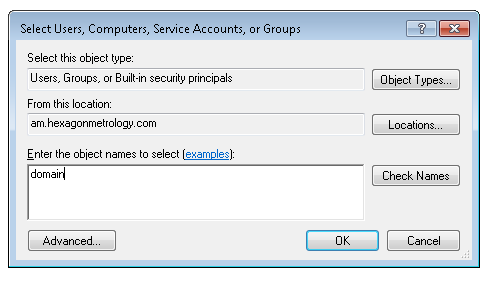 Select Users, Computers, Service Accounts, or Groups
Select this object type:
Users, Groups, or Built-in security principals
Object Types...
From this location:
am.hexagonmetrology.com
Locations...
Enter the object names to select (examples):
domain
Check Names
Advanced...
OK
Cancel